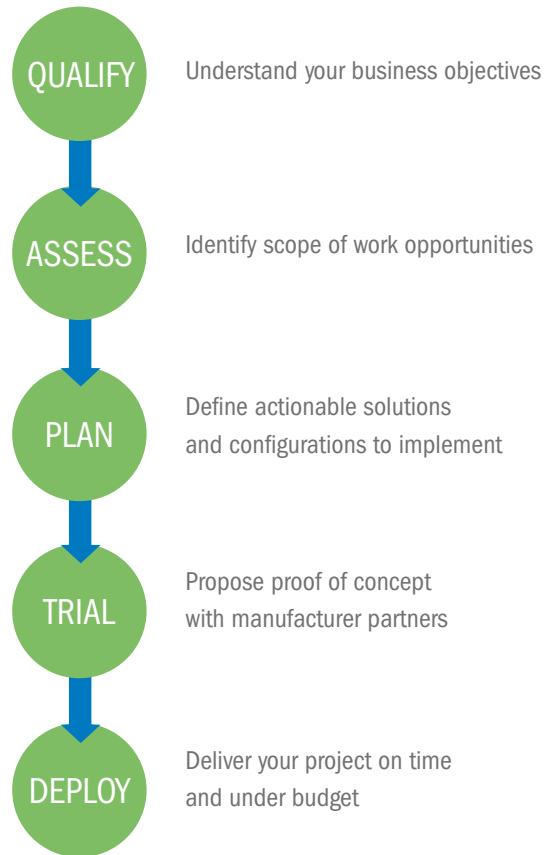 QUALIFY
Understand your business objectives
ASSESS
Identify scope of work opportunities
PLAN
Define actionable solutions
and configurations to implement
TRIAL
Propose proof of concept
with manufacturer partners
DEPLOY
Deliver your project on time
and under budget